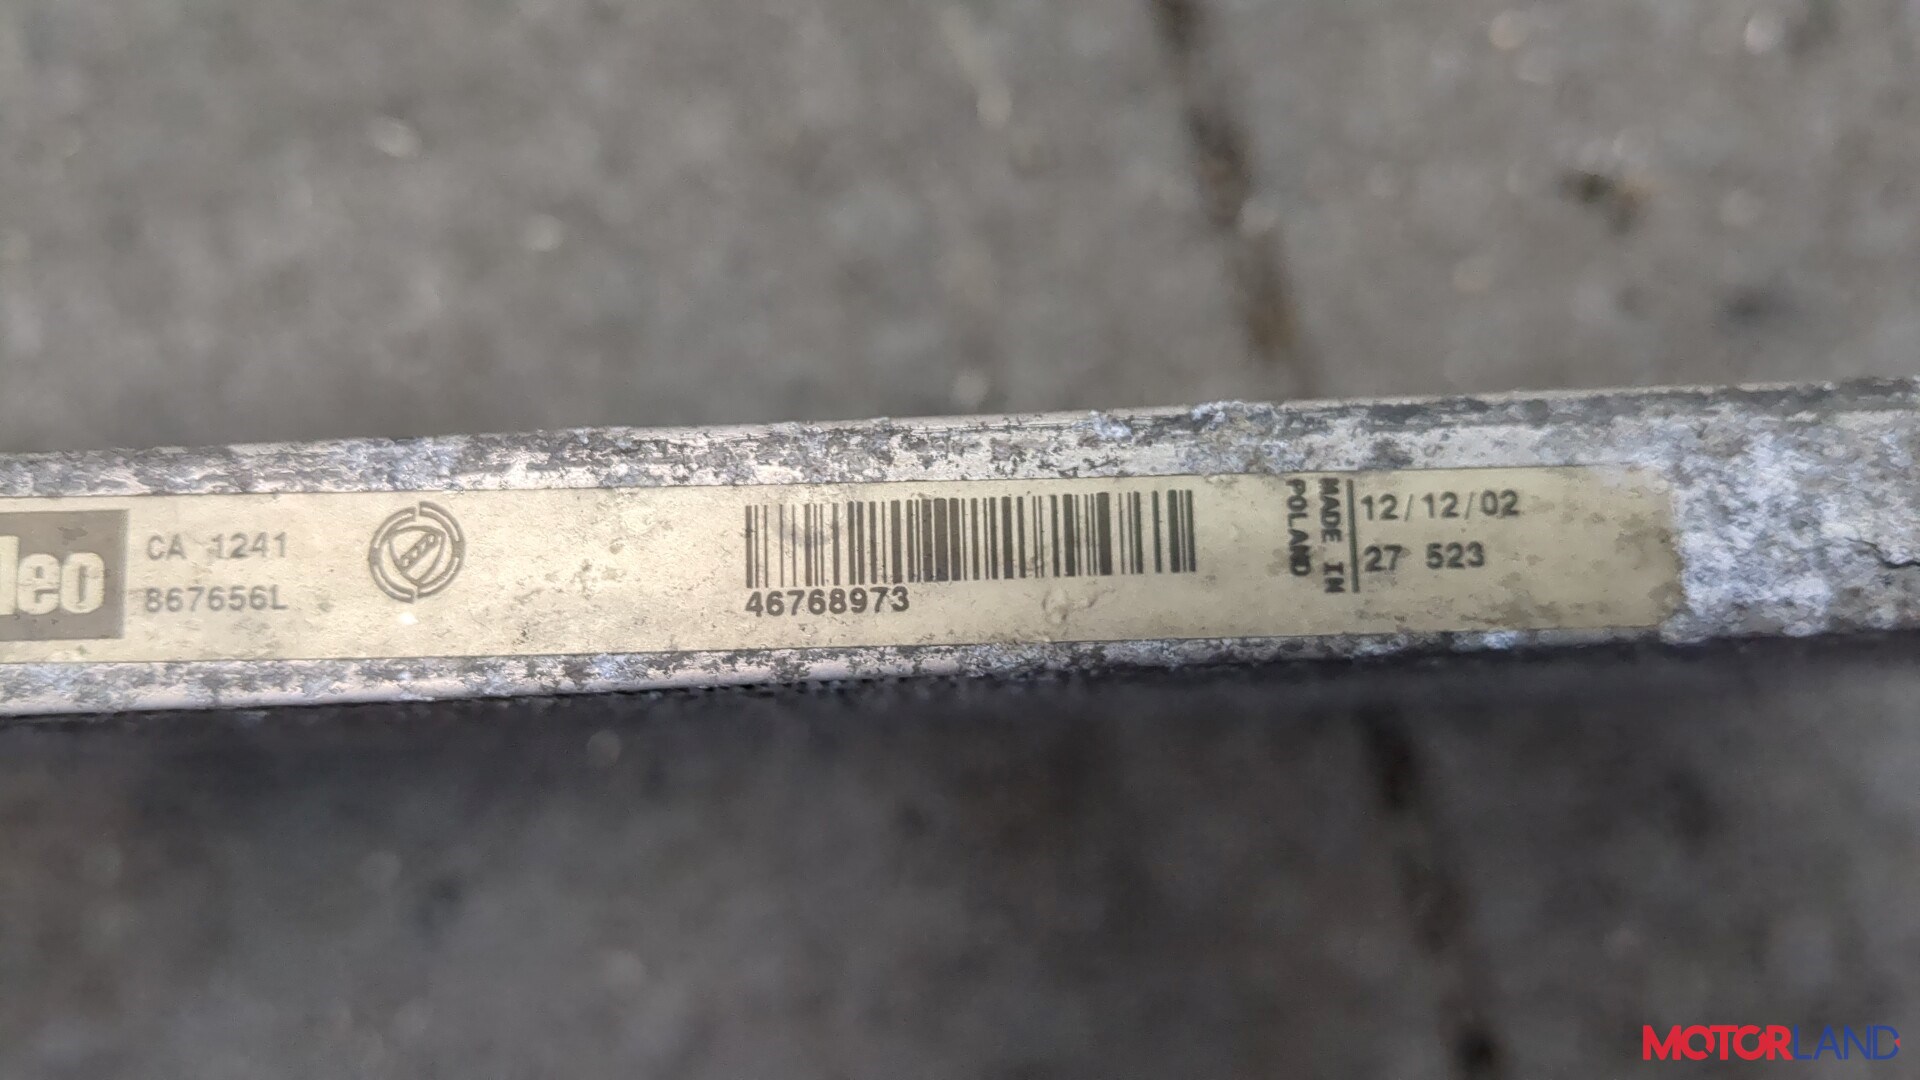 leo
CA 1241
867656L
46768973
MADE IN
POLAND
12/12/02
27 523
MOTORLAND